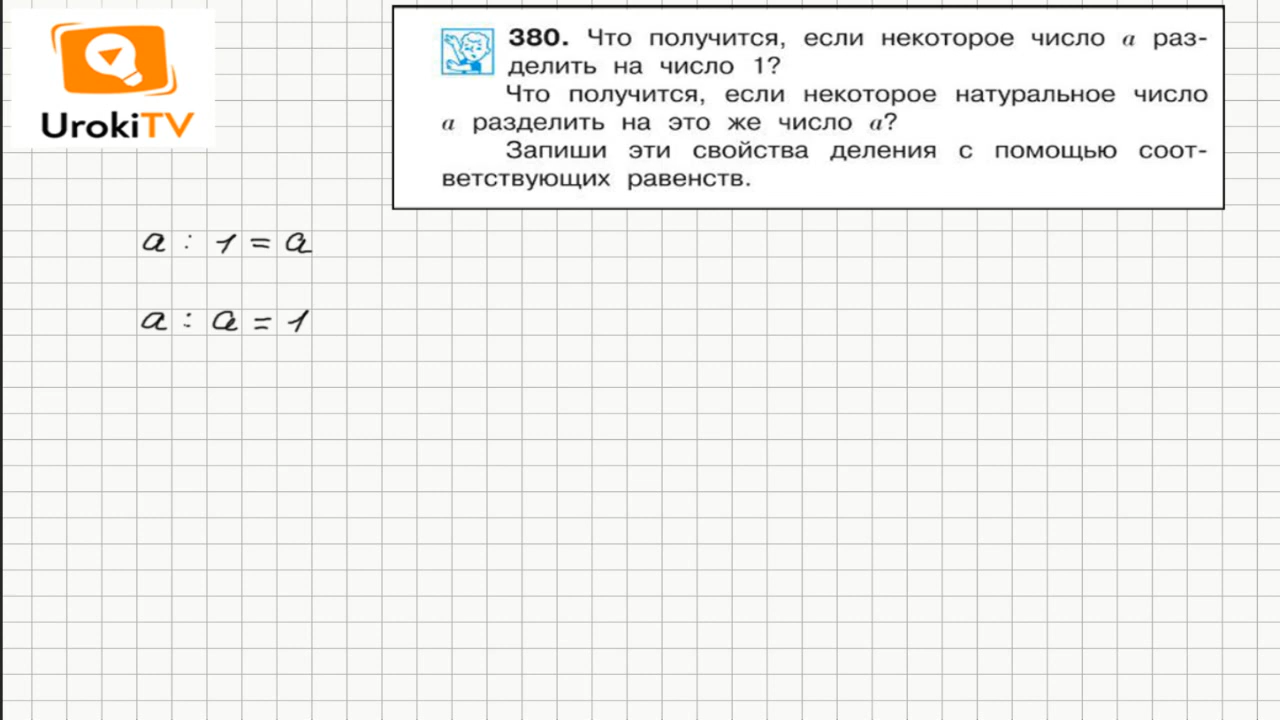 UrokiTV
380. Что получится, если некоторое число a раз-
делить на число 1?
Что получится, если некоторое натуральное число
a разделить на это же число a?
Запиши эти свойства деления с помощью соот-
ветствующих равенств.
a : 1 = a
a : a = 1